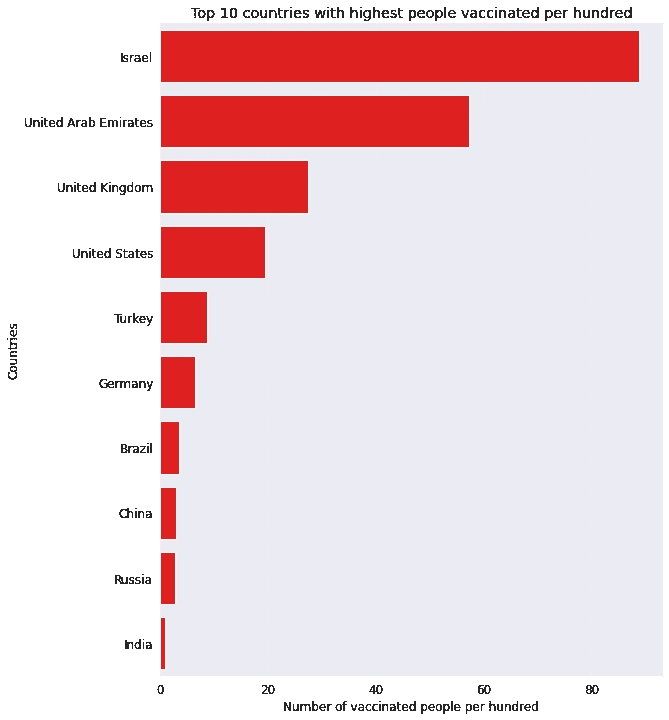 Top 10 countries with highest people vaccinated per hundred
Israel
United Arab Emirates
United Kingdom
United States
Turkey
Countries
Germany
Brazil
China
Russia
India
0 20 40 60 80
Number of vaccinated people per hundred